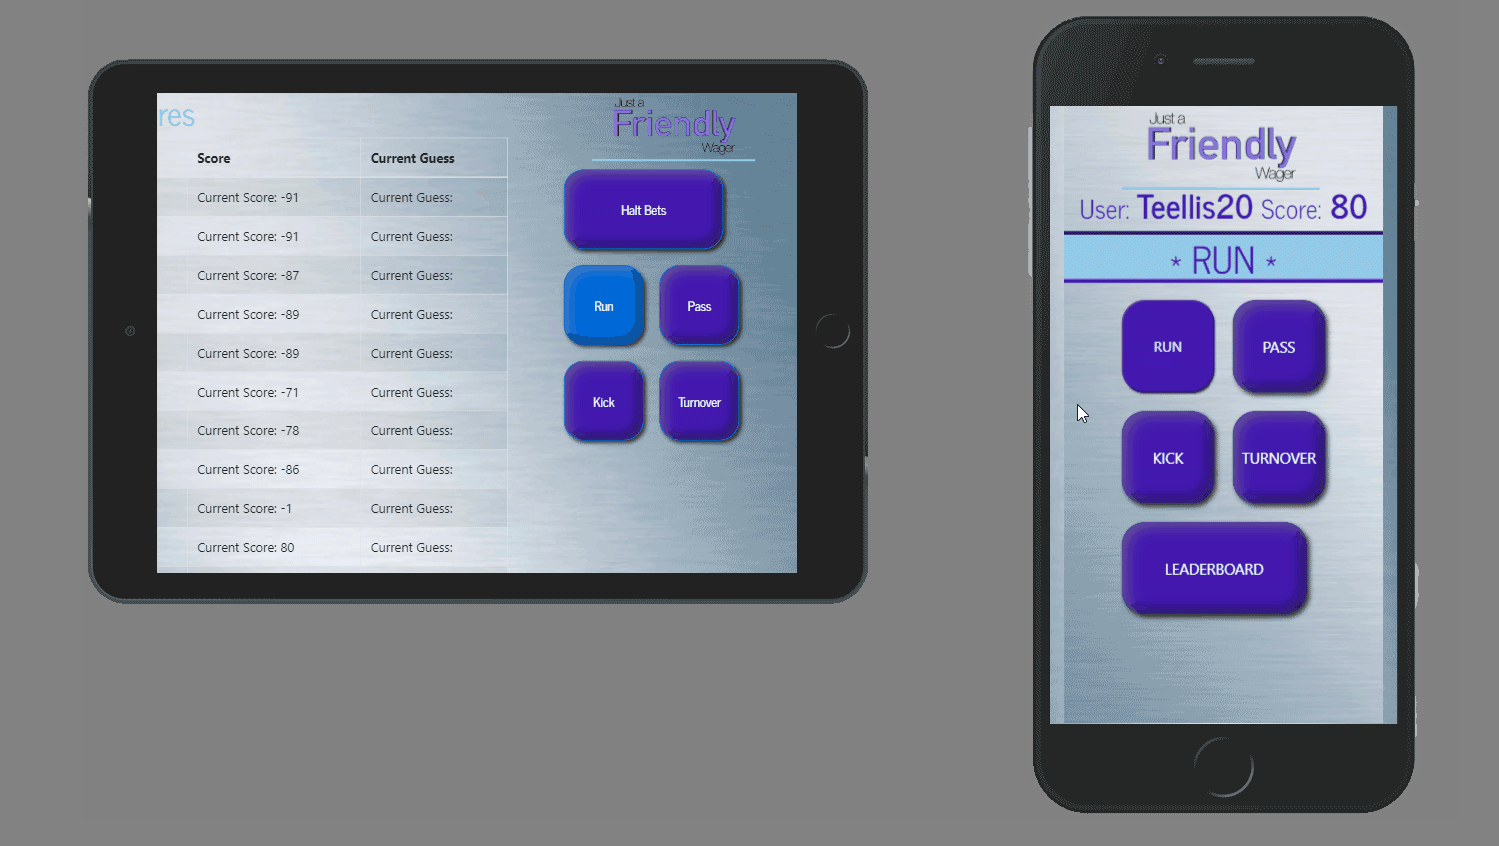 res
Score Current Guess
Current Score: -91 Current Guess:
Current Score: -91 Current Guess:
Current Score: -87 Current Guess:
Current Score: -89 Current Guess:
Current Score: -89 Current Guess:
Current Score: -71 Current Guess:
Current Score: -78 Current Guess:
Current Score: -86 Current Guess:
Current Score: -1 Current Guess:
Current Score: 80 Current Guess:
Just a
Friendly
Wager
Halt Bets
Run Pass
Kick Turnover
Just a
Friendly
Wager
User: Teellis20 Score: 80
* RUN *
RUN PASS
KICK TURNOVER
LEADERBOARD